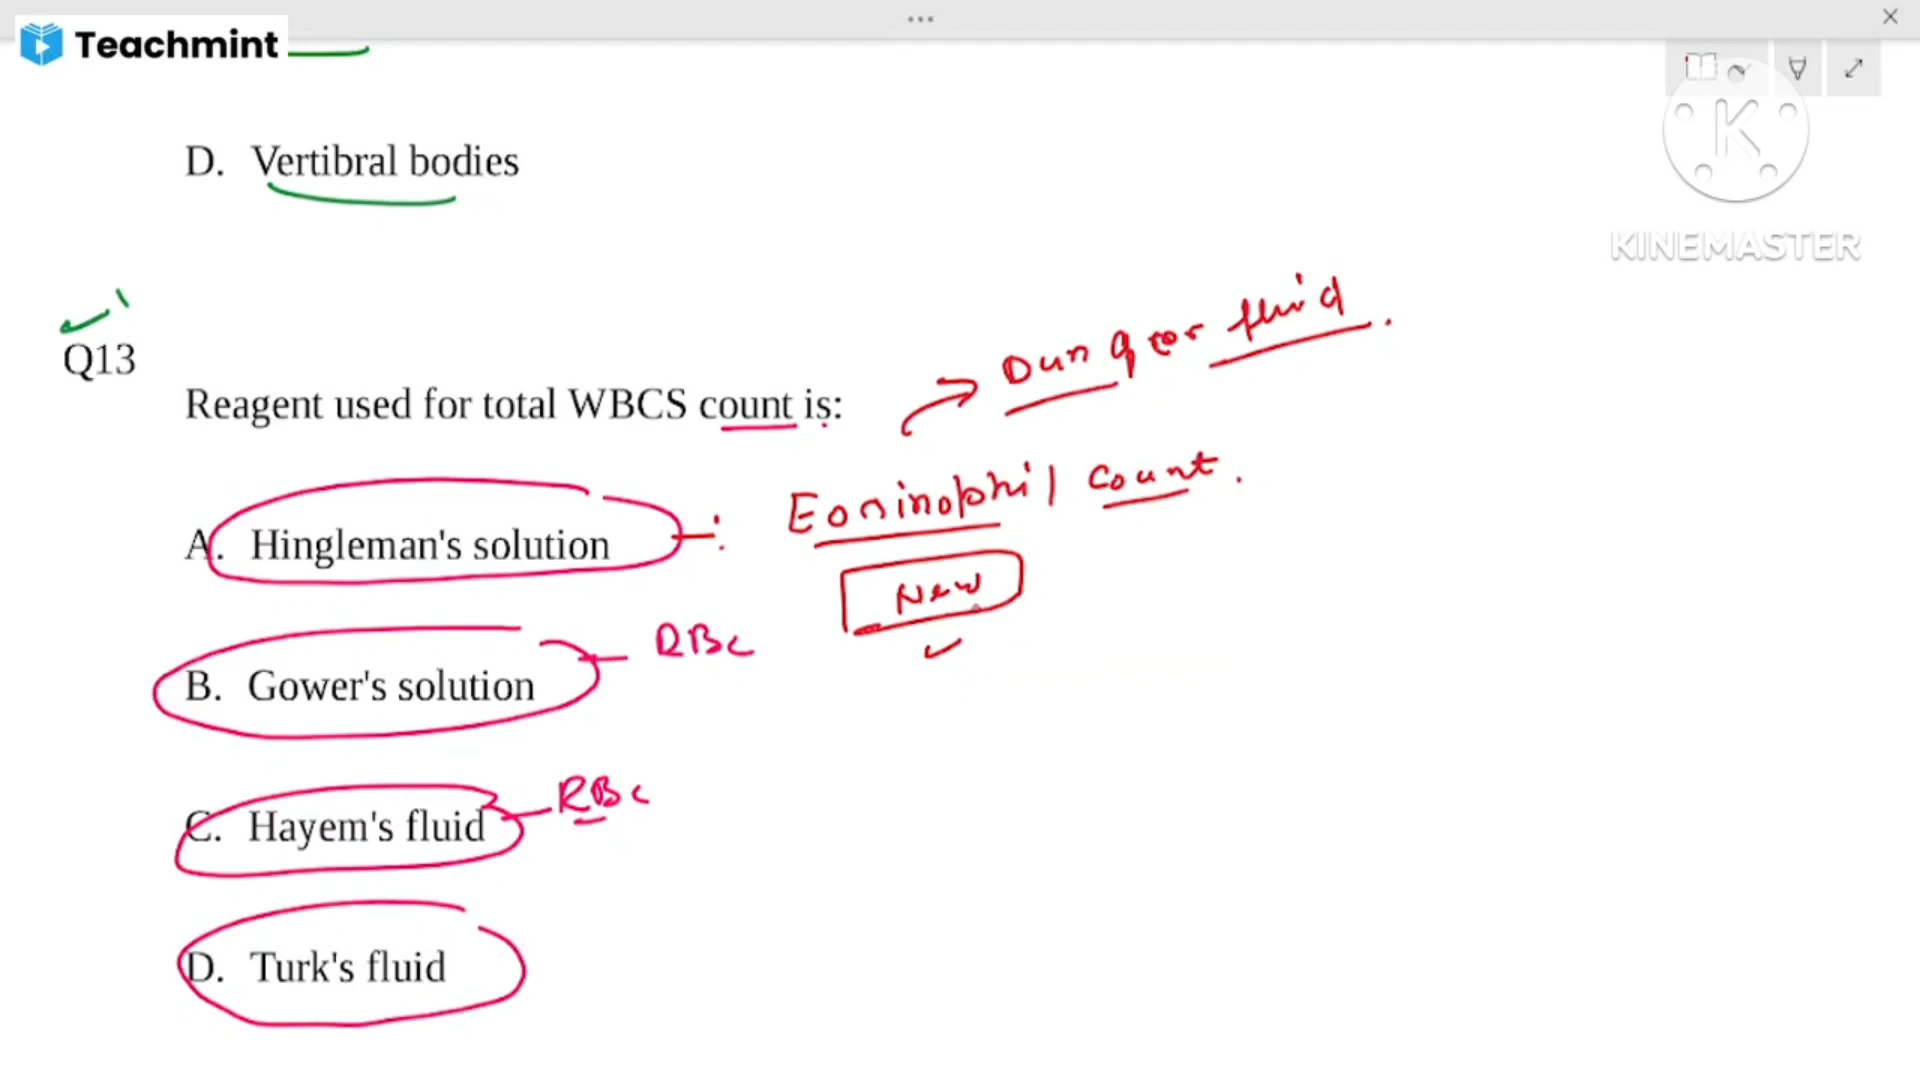 Teachmint
D. Vertibral bodies
KINEMASTER
Q13
Dungeor fluid.
Reagent used for total WBCS count is:
Eosinophil count.
A. Hingleman's solution
New
RBC
B. Gower's solution
RBC
C. Hayem's fluid
D. Turk's fluid